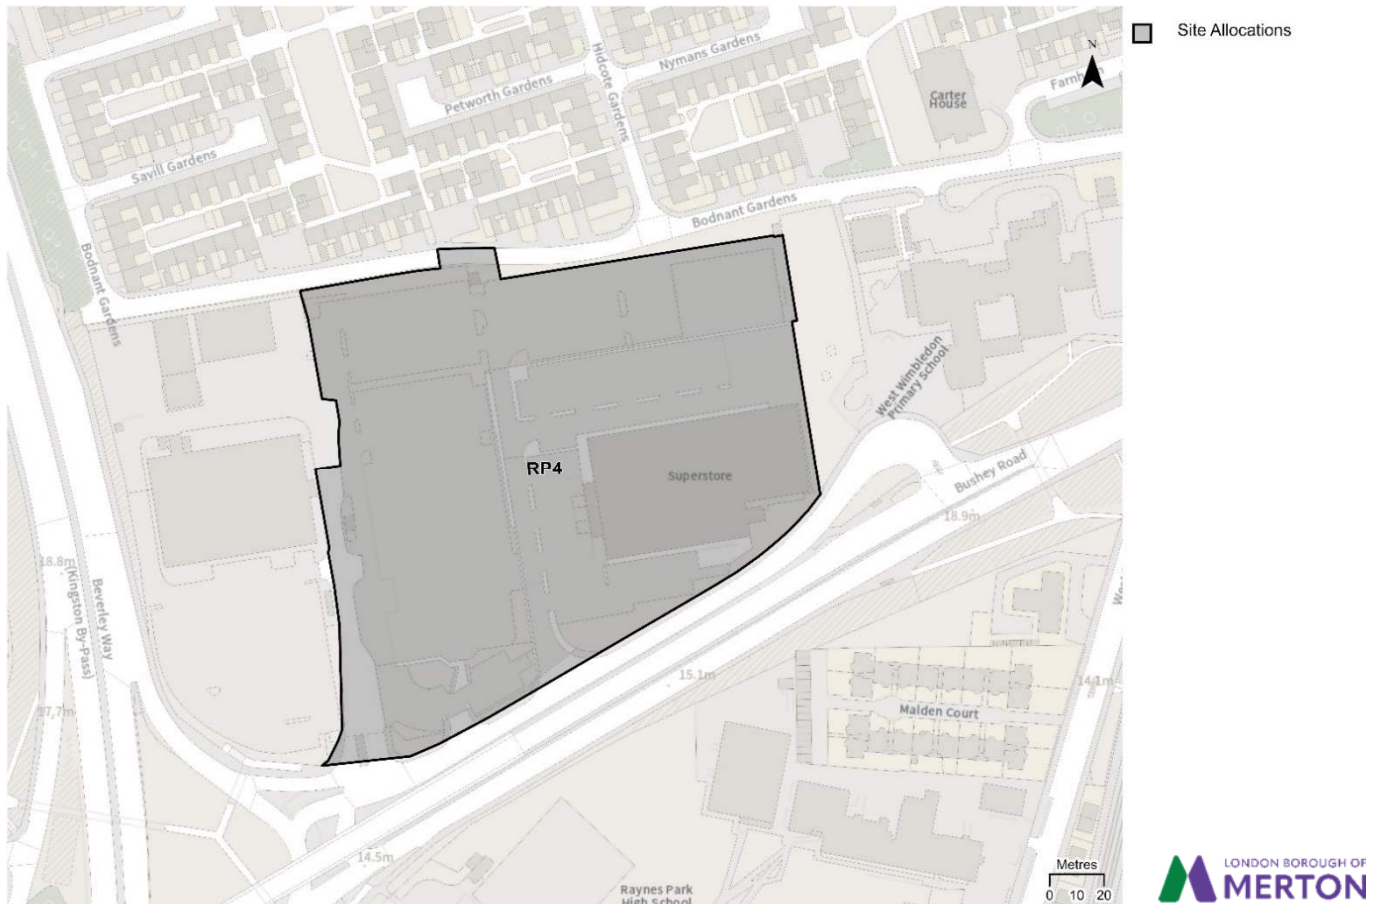 Site Allocations
N
Hidcote Gardens
Nymans Gardens
Petworth Gardens
Carter
House
Savill Gardens
Bodnant Gardens
Bodnant Gardens
West Wimbledon
Primary School
RP4
Superstore
Bushey Road
18.9m
18.8m
Beverley Way
(Kingston By-Pass)
15.1m
17.7m
Malden Court
14.1m
14.5m
Raynes Park
High School
Metres
0 10 20
LONDON BOROUGH OF
MERTON